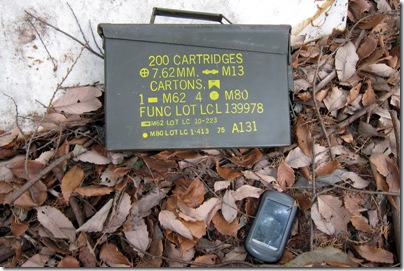 200 CARTRIDGES
7.62MM. M13
CARTONS.
1 M62 4 M80
FUNC LOT LCL 139978
M62 LOT LC 10-223
M80 LOT LC 1-413 75 A131